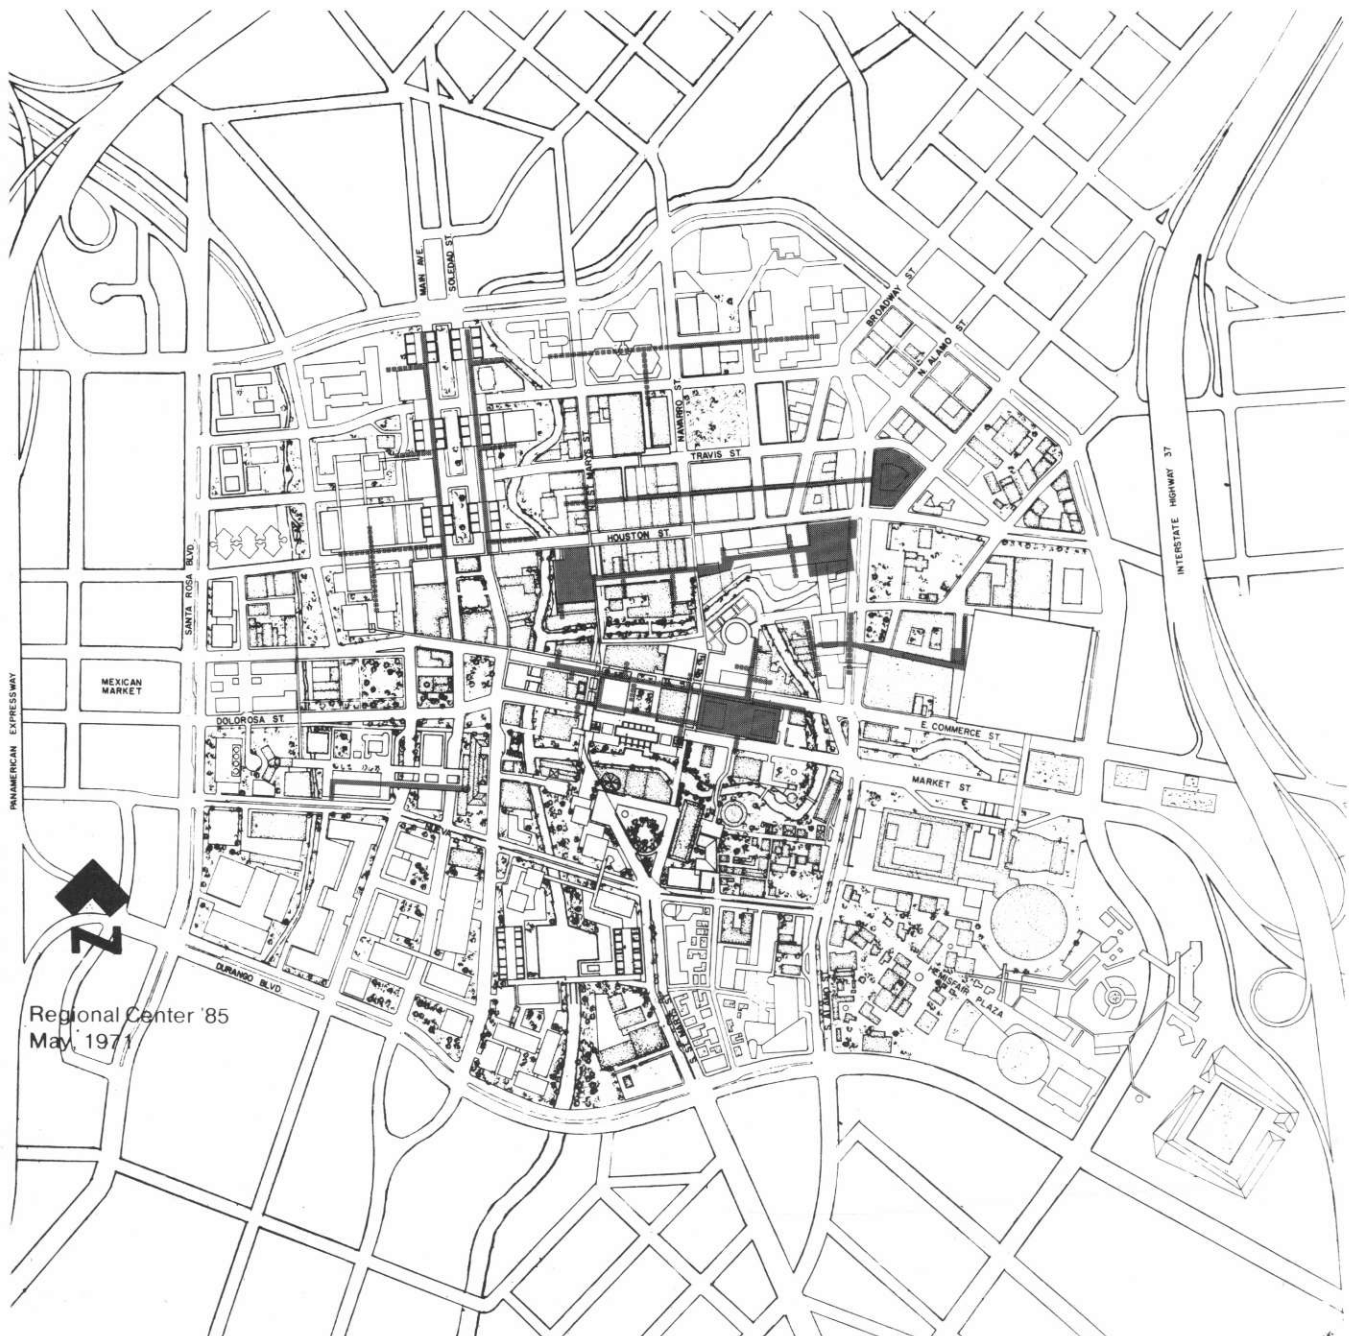 MAIN AVE.
SOLEDAD ST.
BROADWAY ST.
N. ALAMO ST.
NAVARRO ST.
N. ST. MARYS ST.
TRAVIS ST.
INTERSTATE HIGHWAY 37
HOUSTON ST.
SANTA ROSA BLVD.
MEXICAN
MARKET
PANAMERICAN EXPRESSWAY
DOLOROSA ST.
E. COMMERCE ST.
MARKET ST.
NUEVA
N
DURANGO BLVD.
HEMISFAIR PLAZA
Regional Center '85
May, 1971